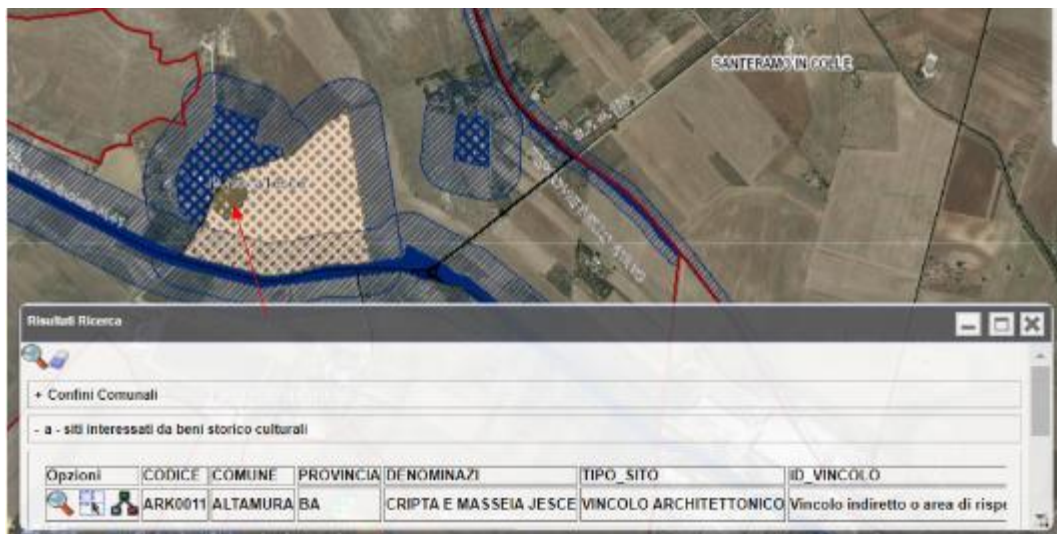 SANTERAMO IN COLLE
Risultati Ricerca
+ Confini Comunali
- a - siti interessati da beni storico culturali
Opzioni CODICE COMUNE PROVINCIA DENOMINAZI TIPO_SITO ID_VINCOLO
ARK0011 ALTAMURA BA CRIPTA E MASSEIA JESCE VINCOLO ARCHITETTONICO Vincolo indiretto o area di rispe